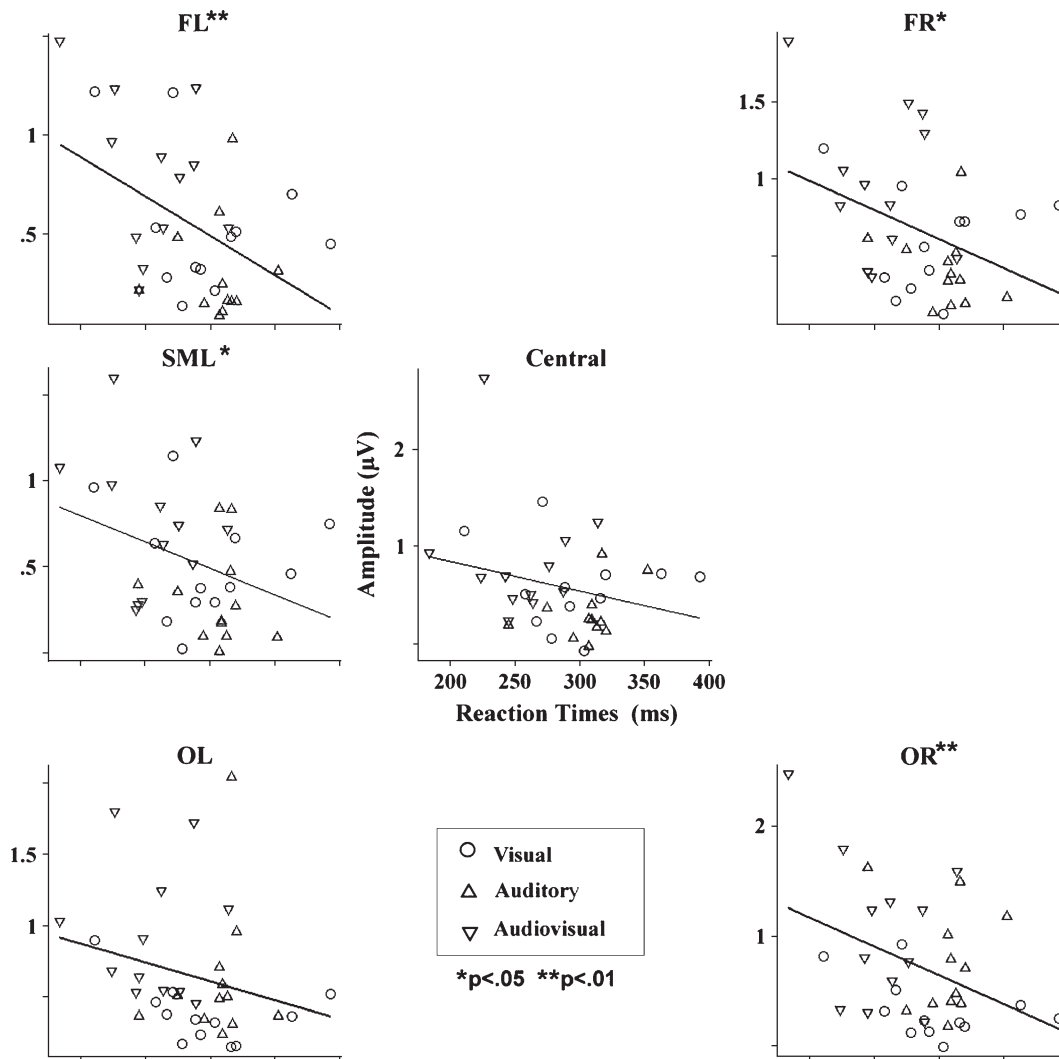 FL** FR*
1
.5
1.5
1
SML* Central
1
.5
Amplitude (µV)
2
1
200 250 300 350 400
Reaction Times (ms)
OL OR**
1.5
1
2
1
Visual
Auditory
Audiovisual
*p<.05 **p<.01